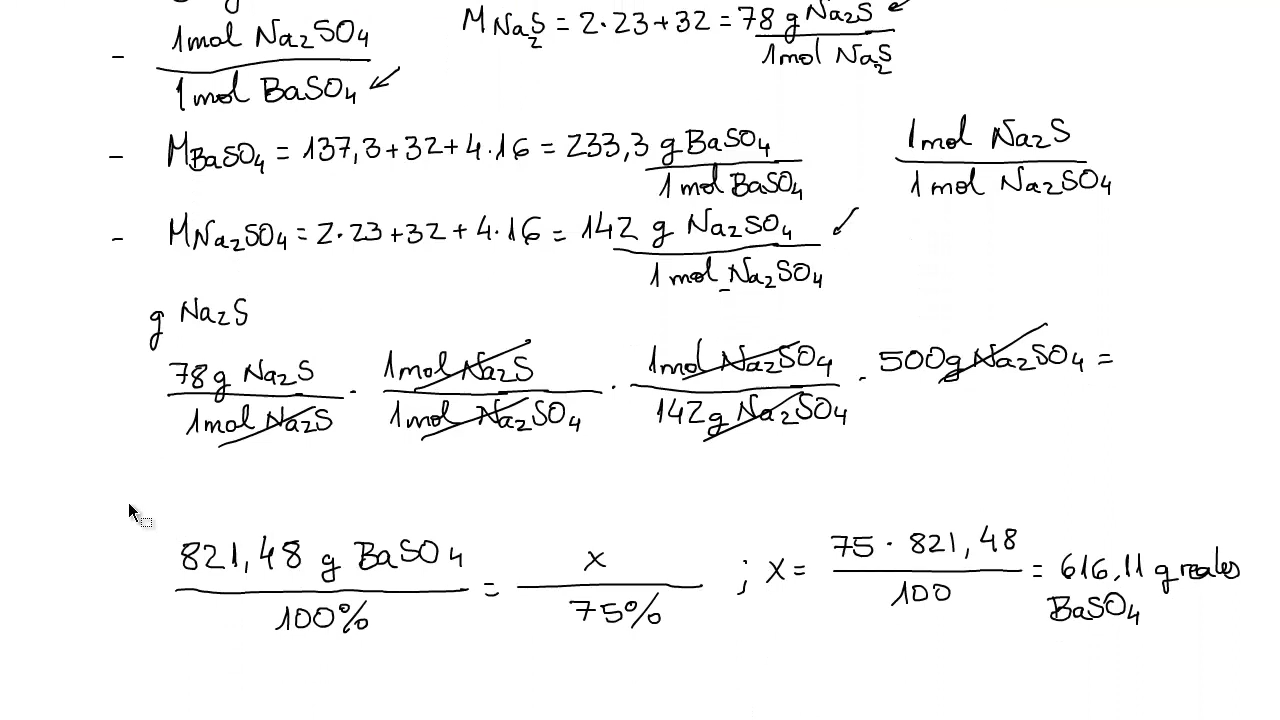 1mol Na2SO4 M Na2S = 2·23+32 = 78 g Na2S
- 1mol BaSO4 1mol Na2S
- MBaSO4 = 137,3+32+4·16 = 233,3 g BaSO4 1mol Na2S
1mol BaSO4 1mol Na2SO4
- MNa2SO4 = 2·23+32+4·16 = 142 g Na2SO4
1mol Na2SO4
g Na2S
78g Na2S · 1mol Na2S · 1mol Na2SO4 · 500g Na2SO4 =
1mol Na2S 1mol Na2SO4 142g Na2SO4
821,48 g BaSO4 = x ; x = 75 · 821,48 = 616,11 g reales
100% 75% 100 BaSO4